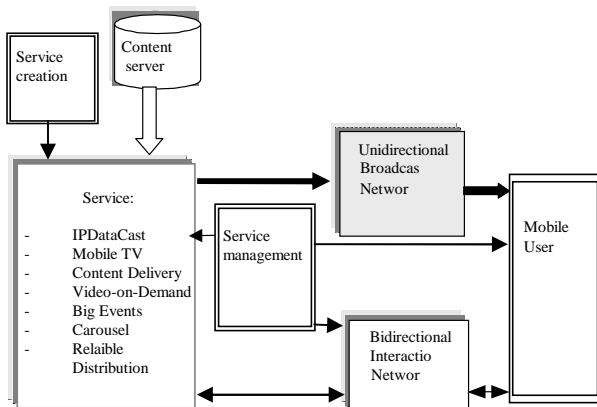 Service
creation
Content
server
Unidirectional
Broadcas
Networ
Service:
- IPDataCast
- Mobile TV
- Content Delivery
- Video-on-Demand
- Big Events
- Carousel
- Relaible
Distribution
Service
management
Mobile
User
Bidirectional
Interactio
Networ